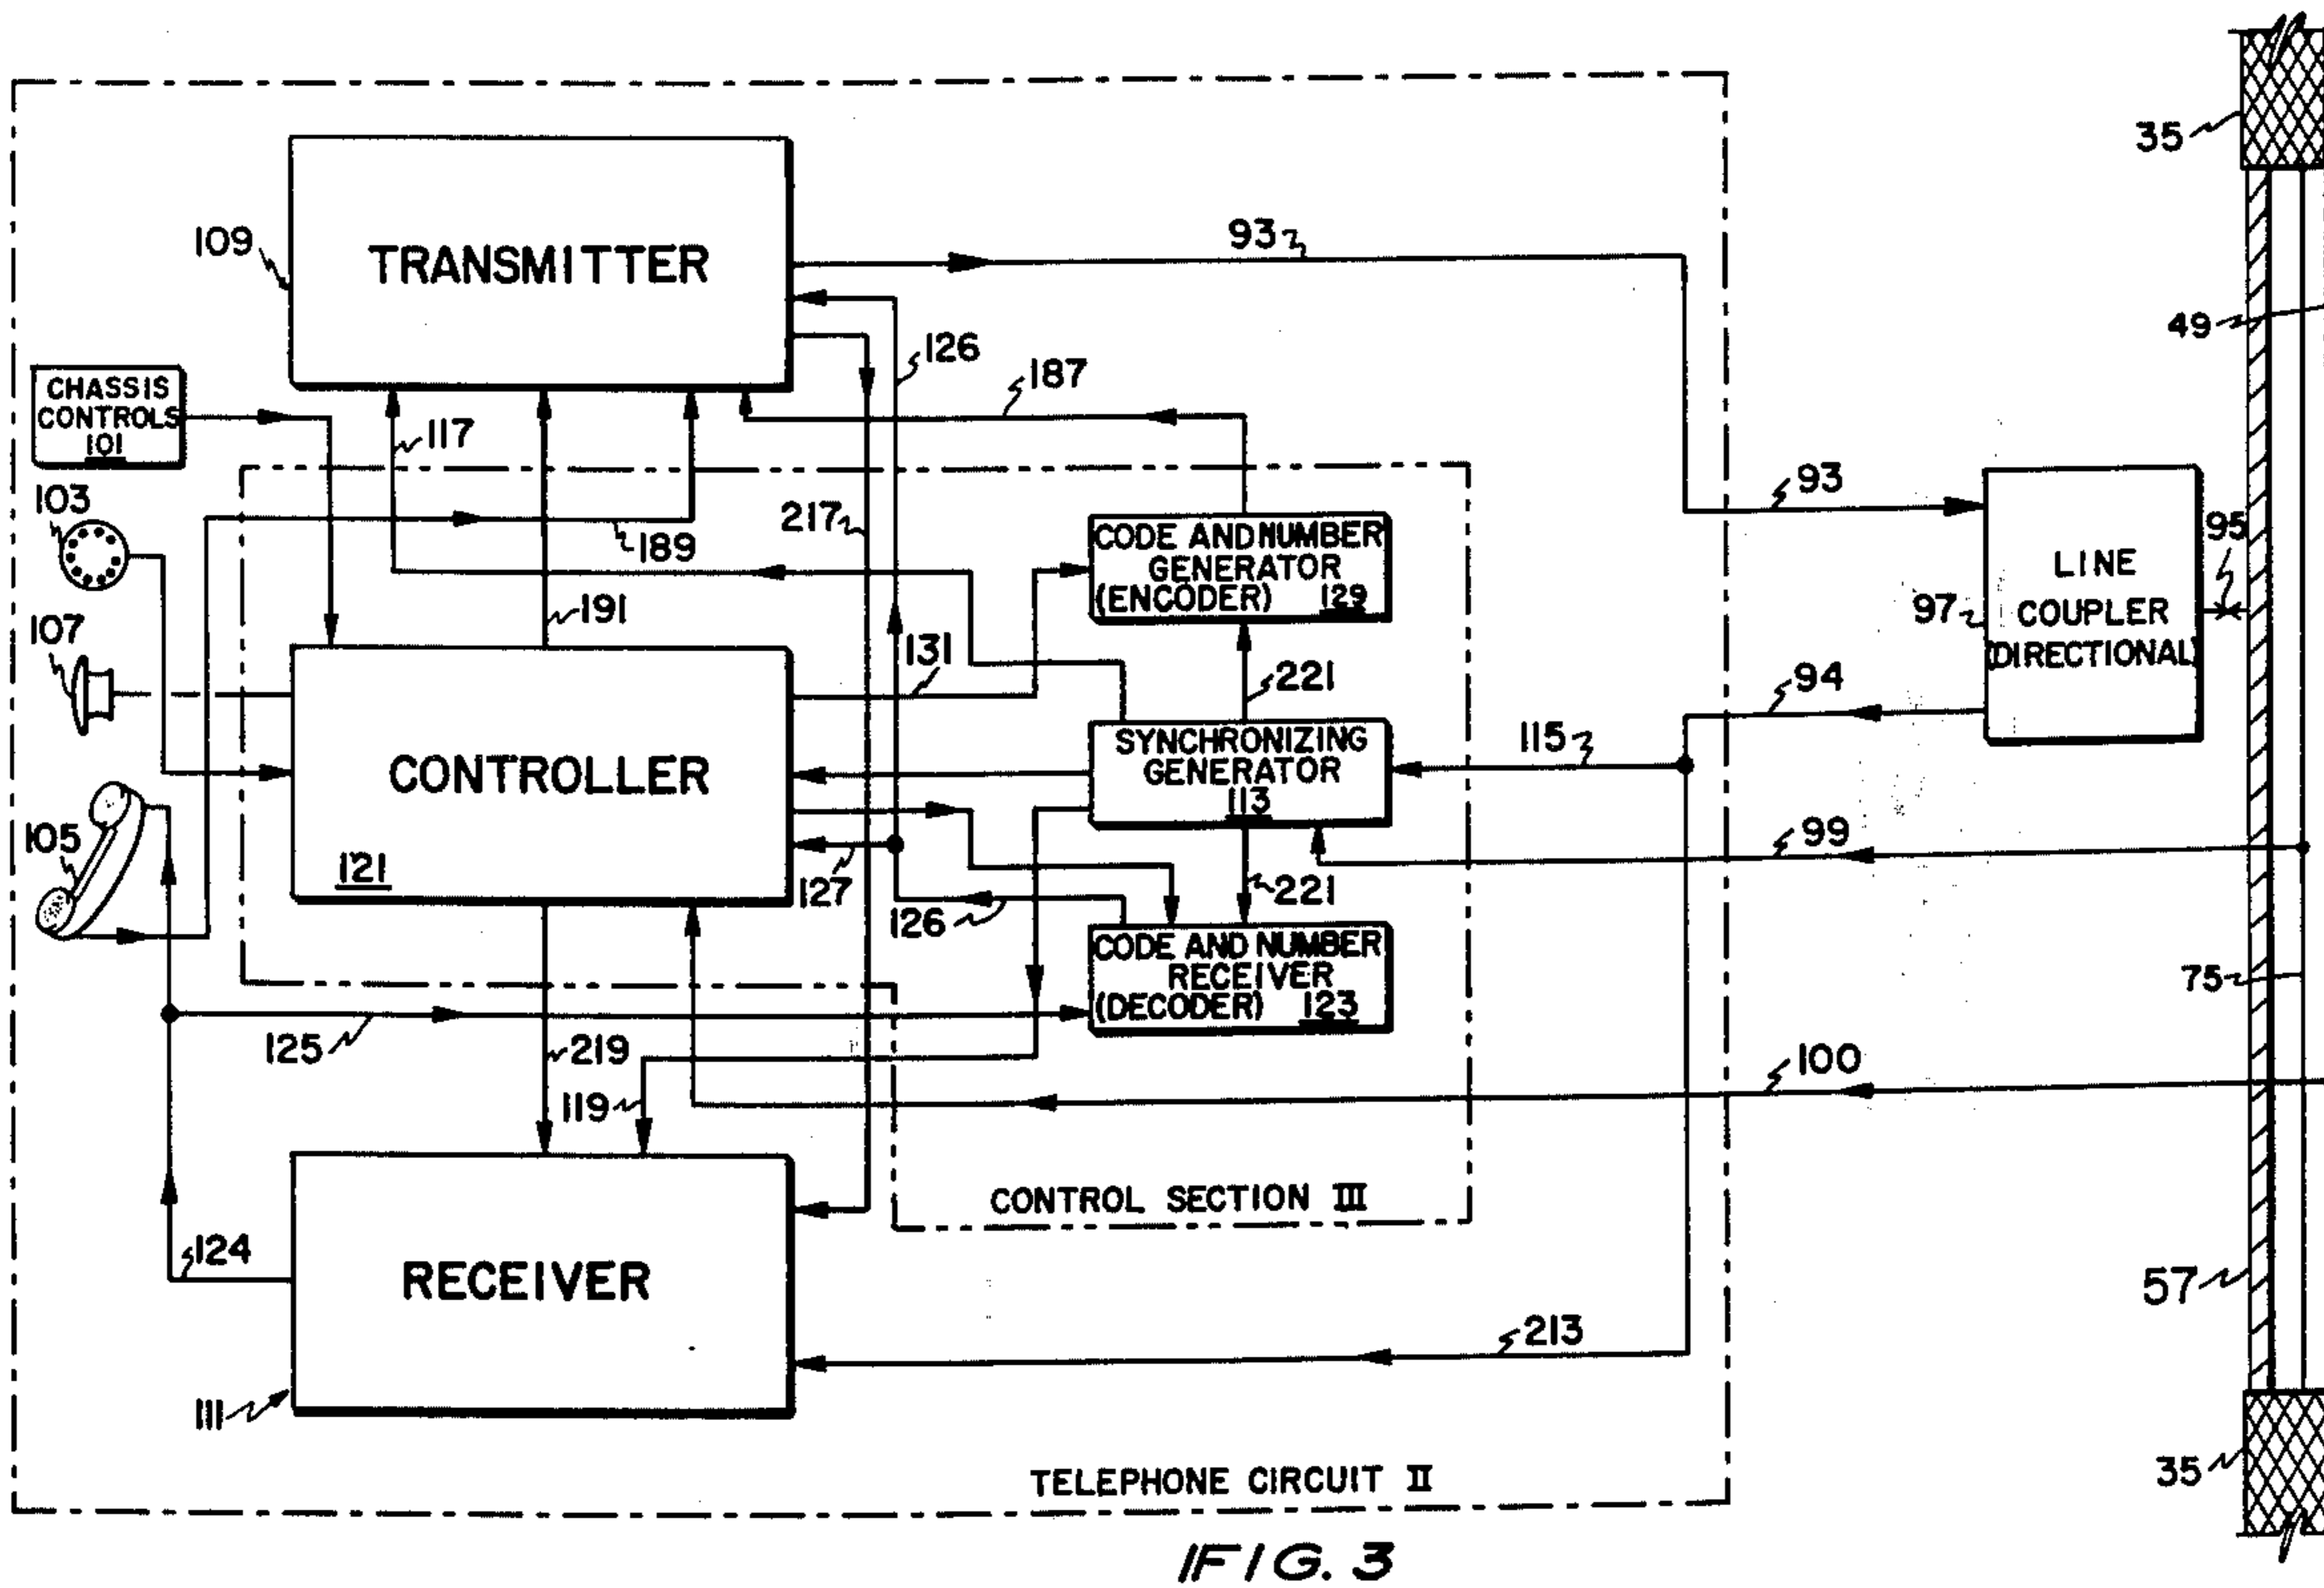 35
109
TRANSMITTER
93
49
126
187
CHASSIS
CONTROLS
101
117
103
217
189
CODE AND NUMBER
GENERATOR
(ENCODER) 129
93
95
LINE
COUPLER
(DIRECTIONAL)
97
107
191
131
221
94
CONTROLLER
121
SYNCHRONIZING
GENERATOR
113
115
105
99
127
126
221
CODE AND NUMBER
RECEIVER
(DECODER) 123
75
125
219
119
100
CONTROL SECTION III
124
RECEIVER
57
213
111
TELEPHONE CIRCUIT II
35
FIG. 3